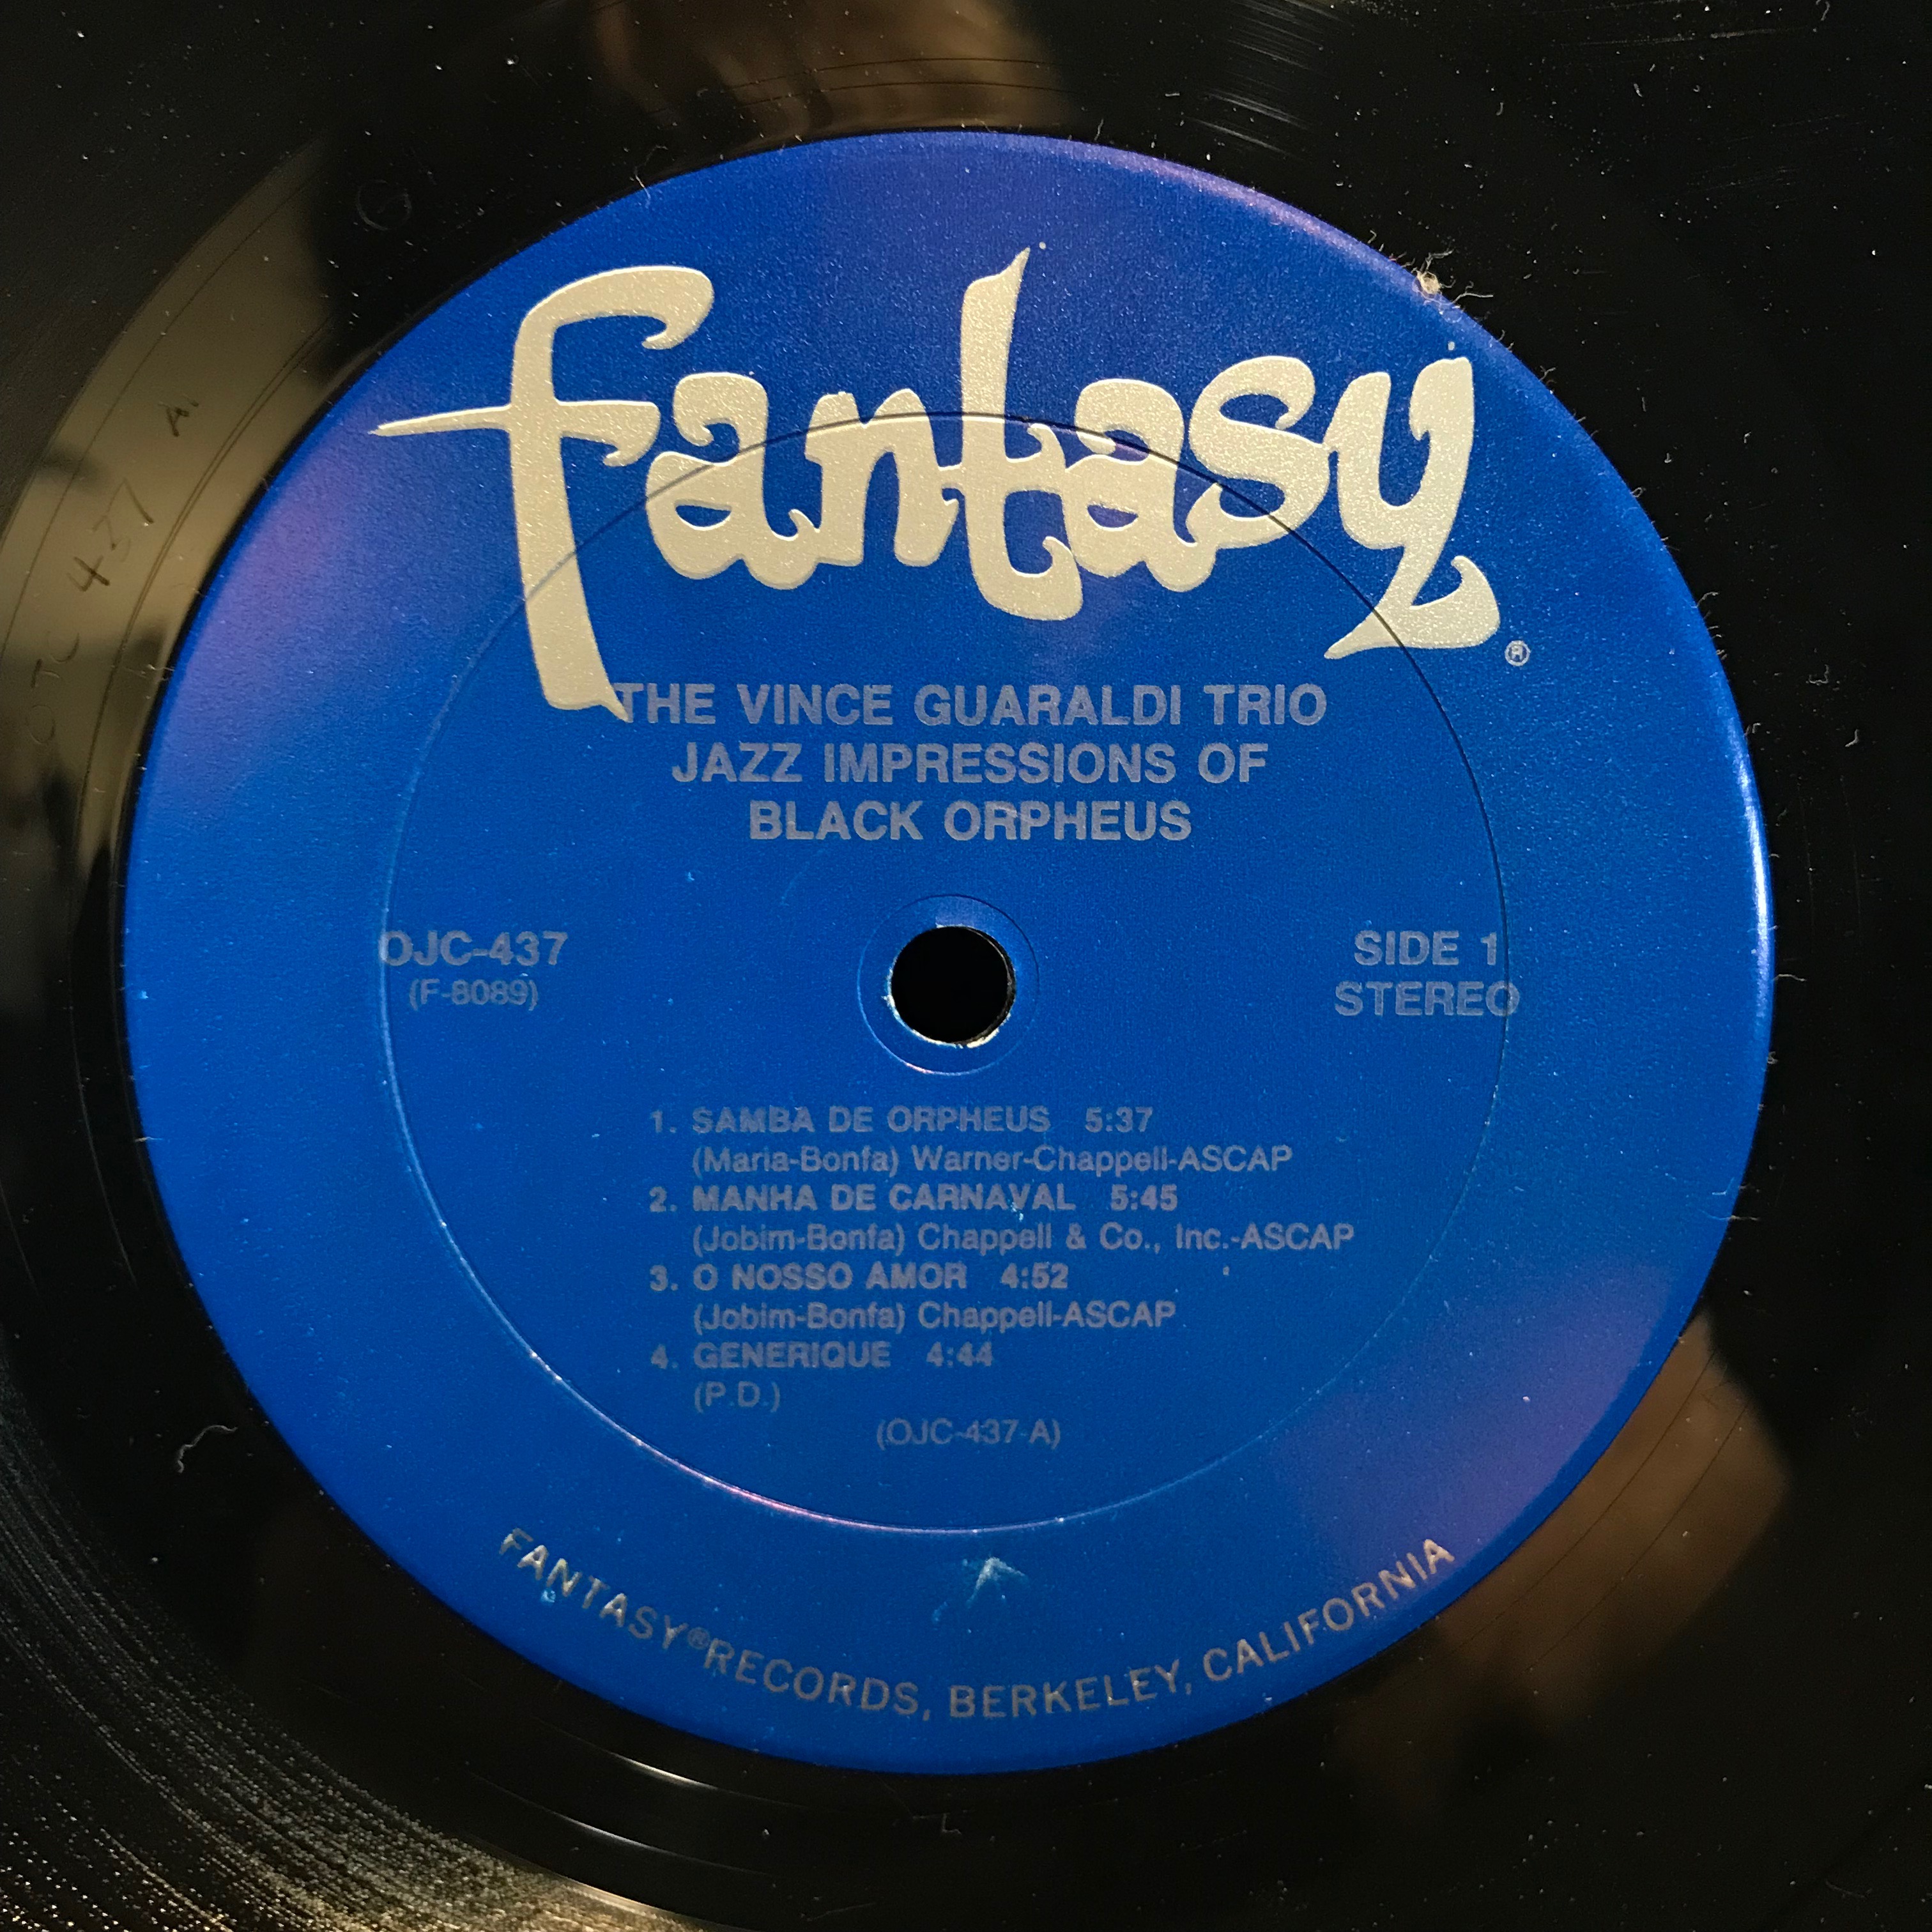 fantasy®
THE VINCE GUARALDI TRIO
JAZZ IMPRESSIONS OF
BLACK ORPHEUS
OJC-437
(F-8089)
SIDE 1
STEREO
1. SAMBA DE ORPHEUS 5:37
(Maria-Bonfa) Warner-Chappell-ASCAP
2. MANHA DE CARNAVAL 5:45
(Jobim-Bonfa) Chappell & Co., Inc.-ASCAP
3. O NOSSO AMOR 4:52
(Jobim-Bonfa) Chappell-ASCAP
4. GENERIQUE 4:44
(P.D.)
(OJC-437-A)
FANTASY® RECORDS, BERKELEY, CALIFORNIA
OJC 437 A